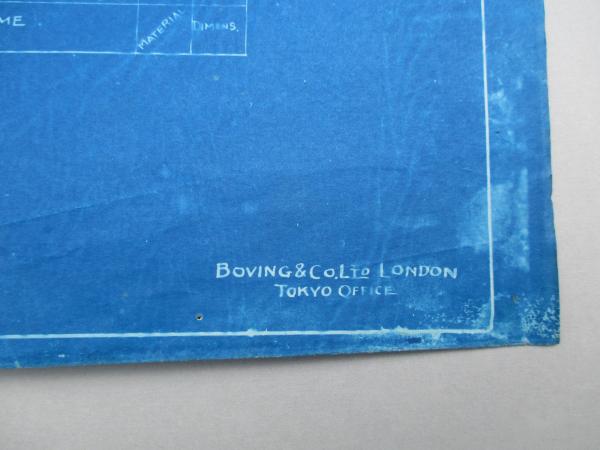 ME
MATERIAL
DIMENS.
BOVING & CO. LTD LONDON
TOKYO OFFICE